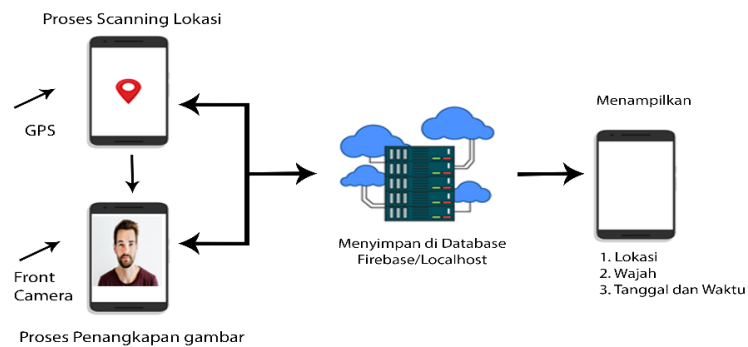 Proses Scanning Lokasi
GPS
Front
Camera
Proses Penangkapan gambar
Menyimpan di Database
Firebase/Localhost
Menampilkan
1. Lokasi
2. Wajah
3. Tanggal dan Waktu